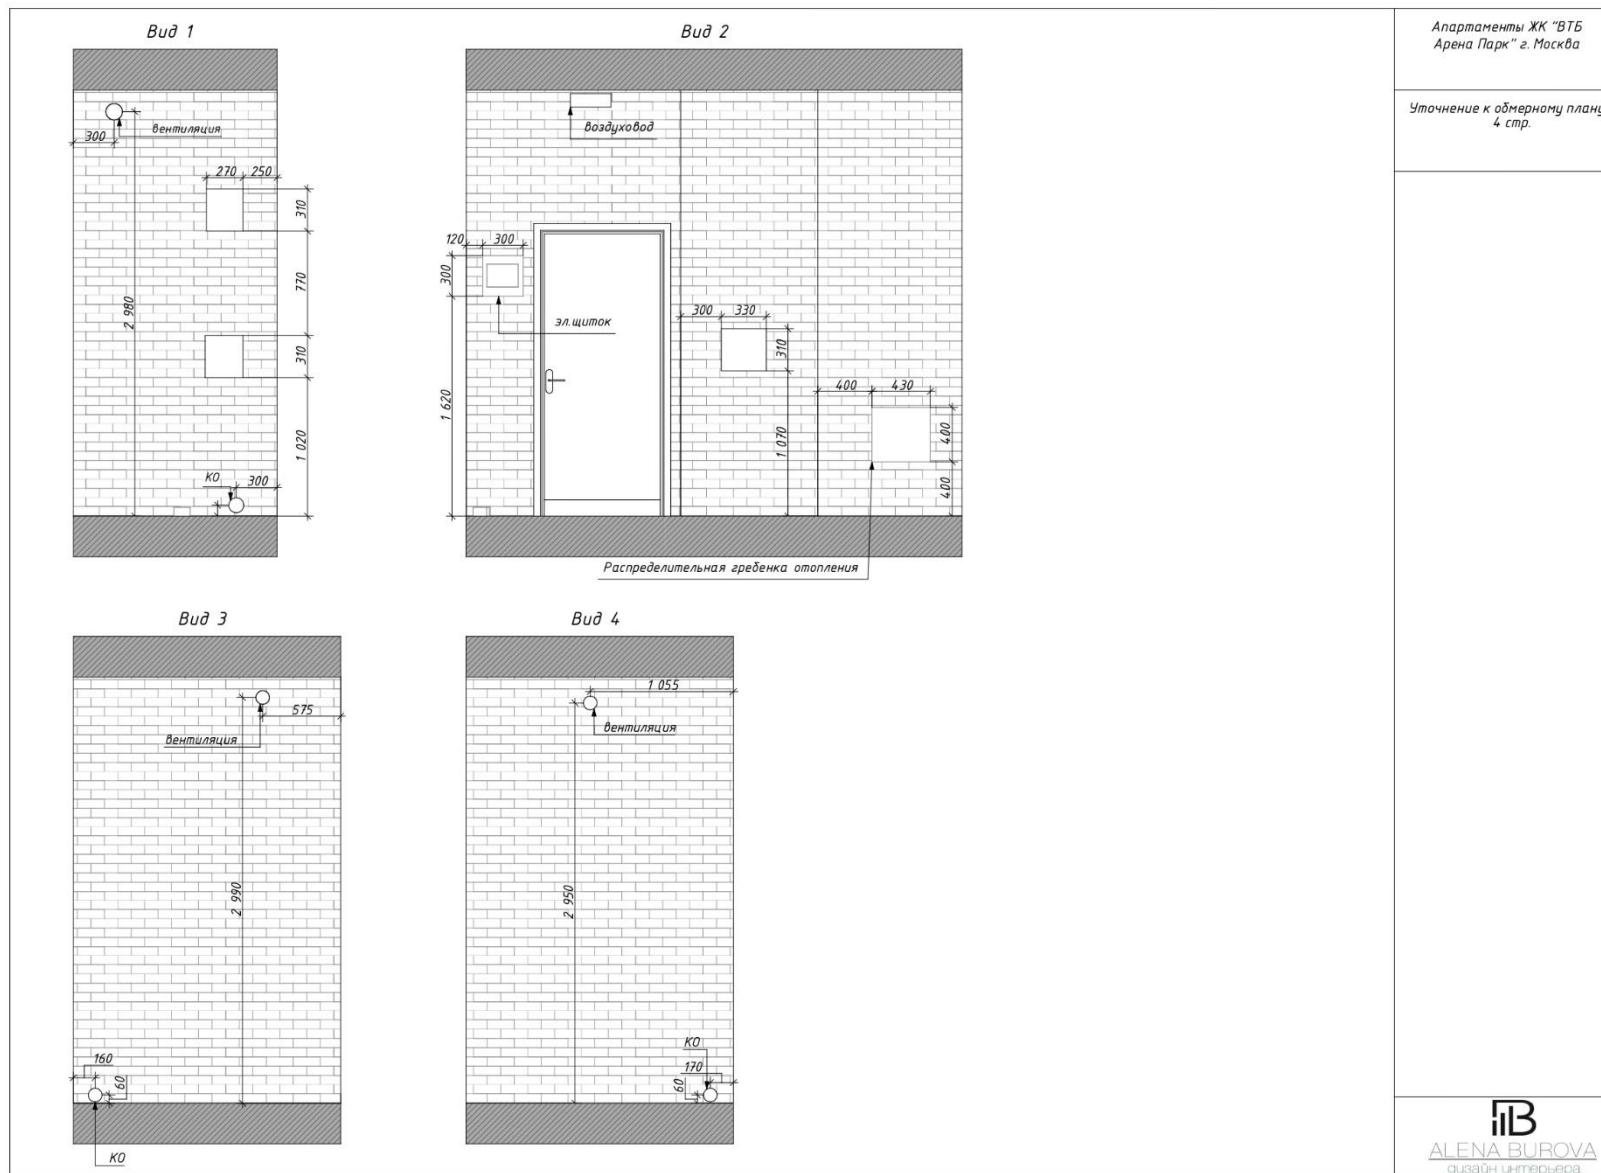 Вид 1
вентиляция
300
270
250
310
770
310
1 020
2 980
КО
300
Вид 2
воздуховод
120
300
300
эл.щиток
1 620
300
330
310
1 070
400
430
400
400
Распределительная гребенка отопления
Вид 3
575
вентиляция
2 990
160
60
КО
Вид 4
1 055
вентиляция
2 950
КО
170
60
Апартаменты ЖК "ВТБ
Арена Парк" г. Москва
Уточнение к обмерному плану
4 стр.
ALENA BUROVA
дизайн интерьера